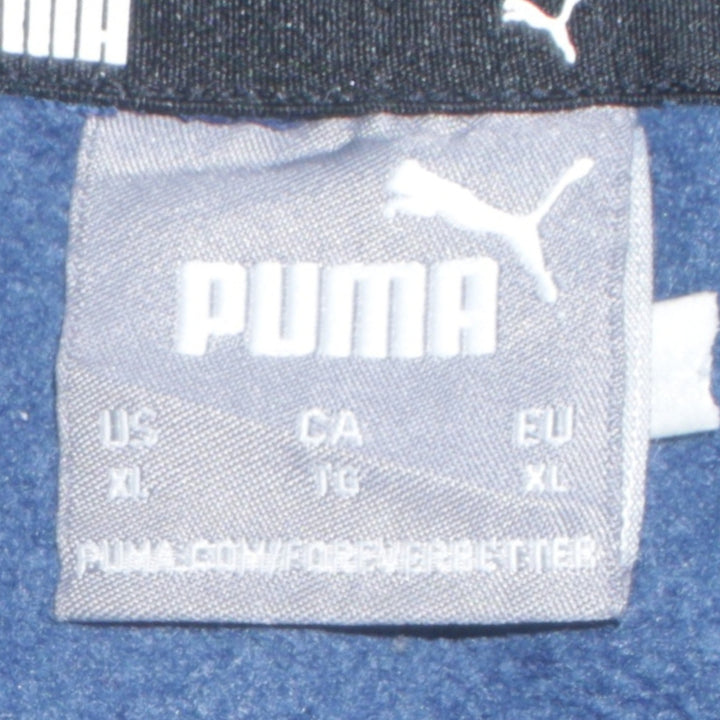 PUMA
US CA EU
XL TG XL
PUMA.COM/FOREVERBETTER